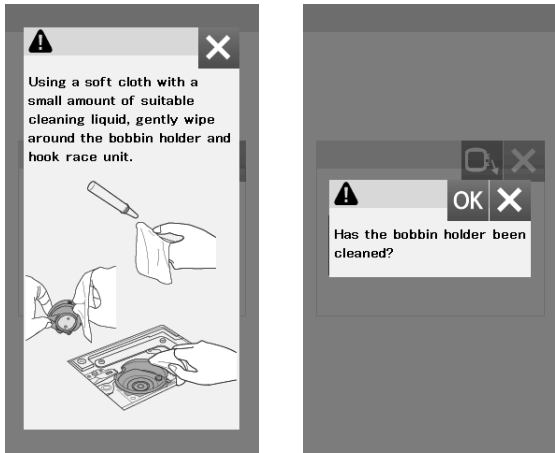 Using a soft cloth with a
small amount of suitable
cleaning liquid, gently wipe
around the bobbin holder and
hook race unit.
OK
Has the bobbin holder been
cleaned?